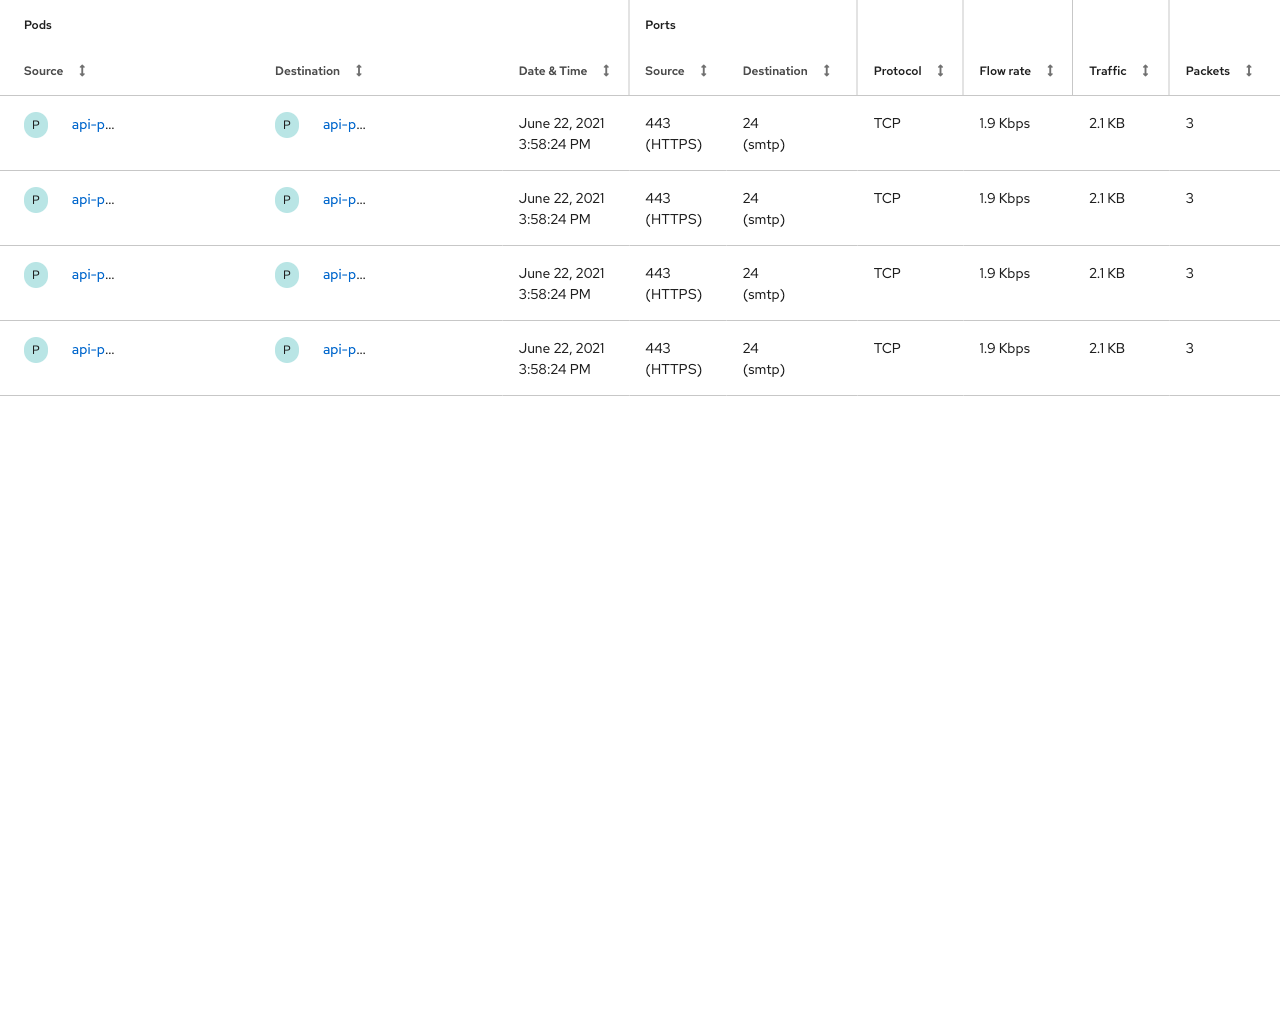 Pods Ports
Source Destination Date & Time Source Destination Protocol Flow rate Traffic Packets
P api-p... P api-p... June 22, 2021 443 24 TCP 1.9 Kbps 2.1 KB 3
3:58:24 PM (HTTPS) (smtp)
P api-p... P api-p... June 22, 2021 443 24 TCP 1.9 Kbps 2.1 KB 3
3:58:24 PM (HTTPS) (smtp)
P api-p... P api-p... June 22, 2021 443 24 TCP 1.9 Kbps 2.1 KB 3
3:58:24 PM (HTTPS) (smtp)
P api-p... P api-p... June 22, 2021 443 24 TCP 1.9 Kbps 2.1 KB 3
3:58:24 PM (HTTPS) (smtp)